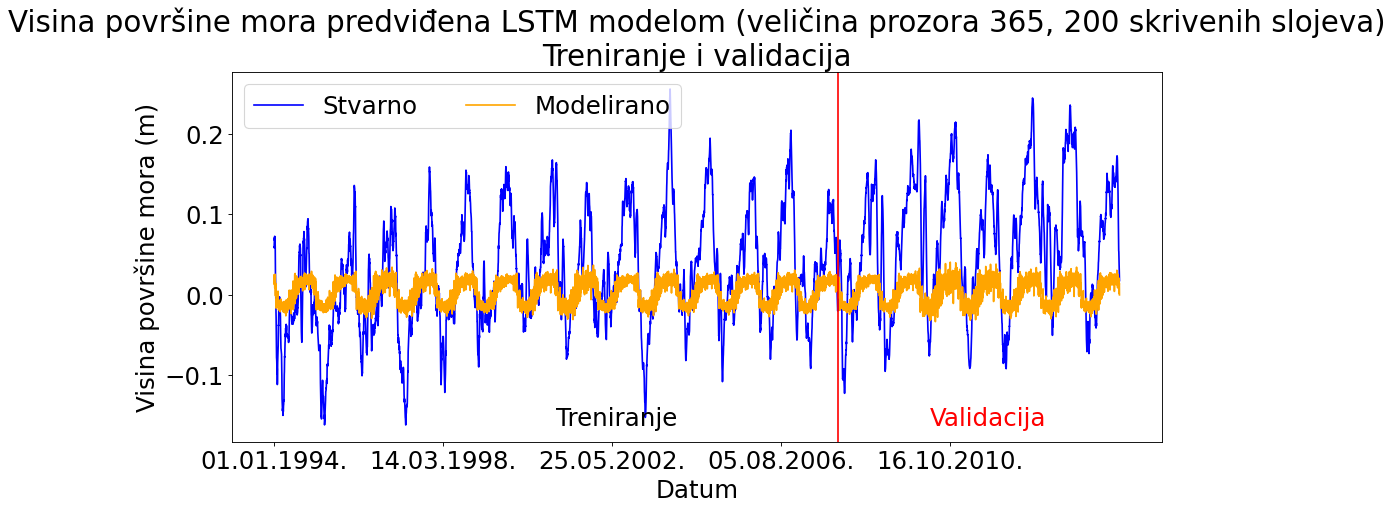 Visina površine mora predviđena LSTM modelom (veličina prozora 365, 200 skrivenih slojeva)
Treniranje i validacija
Stvarno Modelirano
Visina površine mora (m)
0.2
0.1
0.0
−0.1
Treniranje Validacija
01.01.1994. 14.03.1998. 25.05.2002. 05.08.2006. 16.10.2010.
Datum